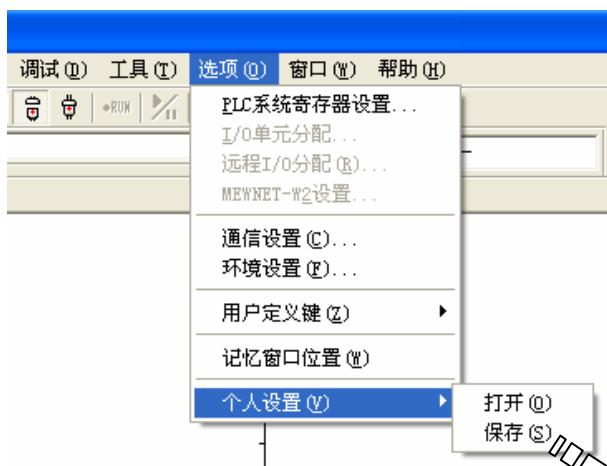 调试(D) 工具(T) 选项(O) 窗口(W) 帮助(H)
RUN
PLC系统寄存器设置...
I/O单元分配...
远程I/O分配(R)...
MEWNET-W2设置...
通信设置(C)...
环境设置(F)...
用户定义键(Z)
记忆窗口位置(W)
个人设置(V)
打开(O)
保存(S)